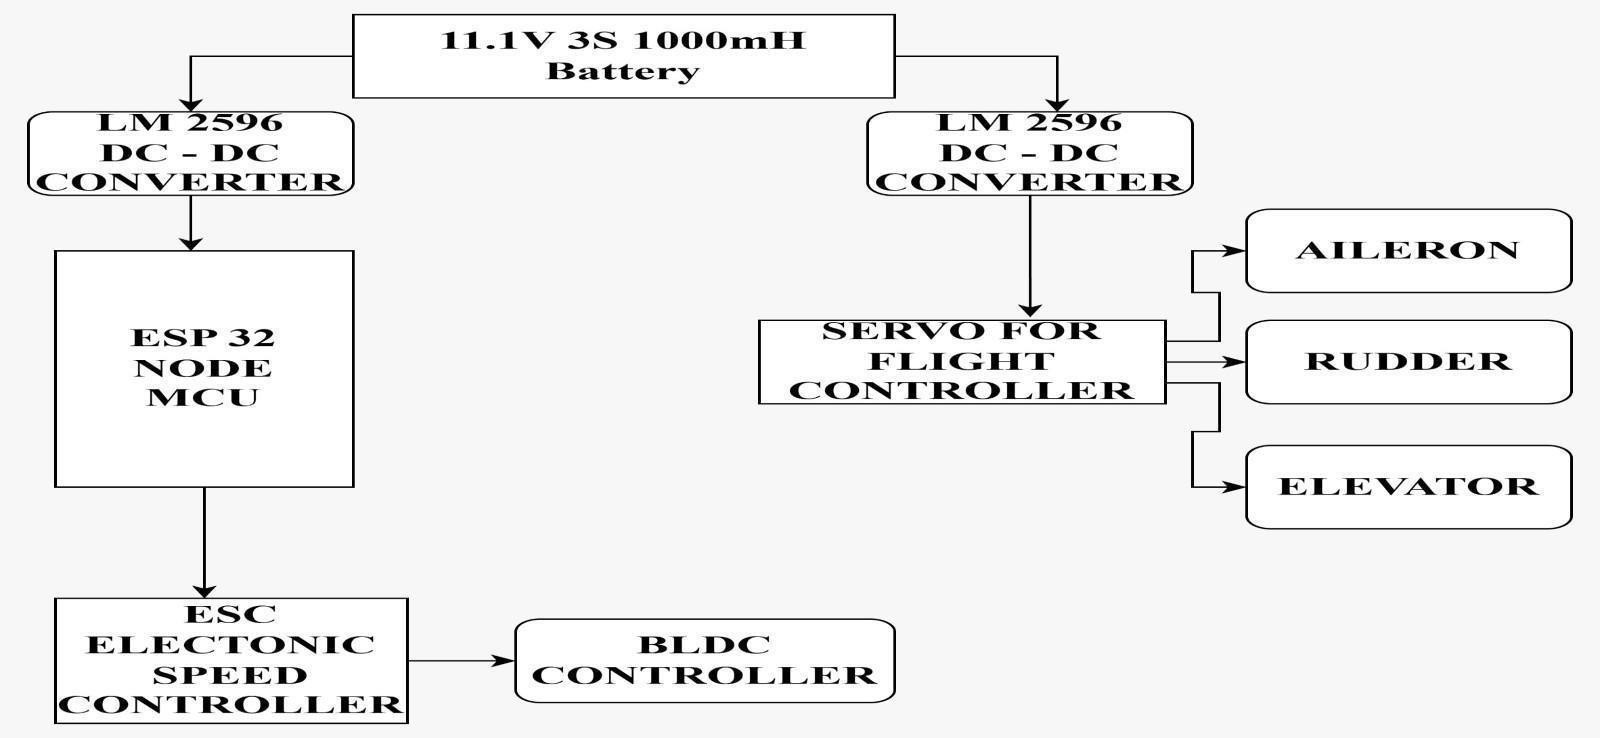 11.1V 3S 1000mH
Battery
LM 2596
DC - DC
CONVERTER
LM 2596
DC - DC
CONVERTER
ESP 32
NODE
MCU
SERVO FOR
FLIGHT
CONTROLLER
AILERON
RUDDER
ELEVATOR
ESC
ELECTONIC
SPEED
CONTROLLER
BLDC
CONTROLLER